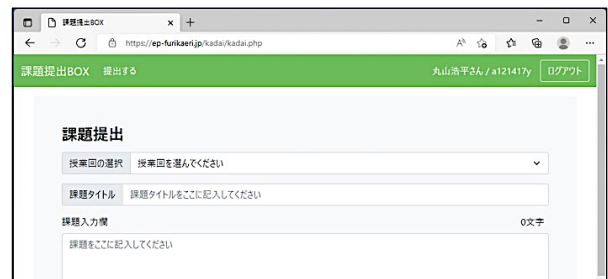 課題提出BOX
https://ep-furikaeri.jp/kadai/kadai.php
課題提出BOX 提出する 丸山浩平さん / a121417y ログアウト
課題提出
授業回の選択 授業回を選んでください
課題タイトル 課題タイトルをここに記入してください
課題入力欄 0文字
課題をここに記入してください